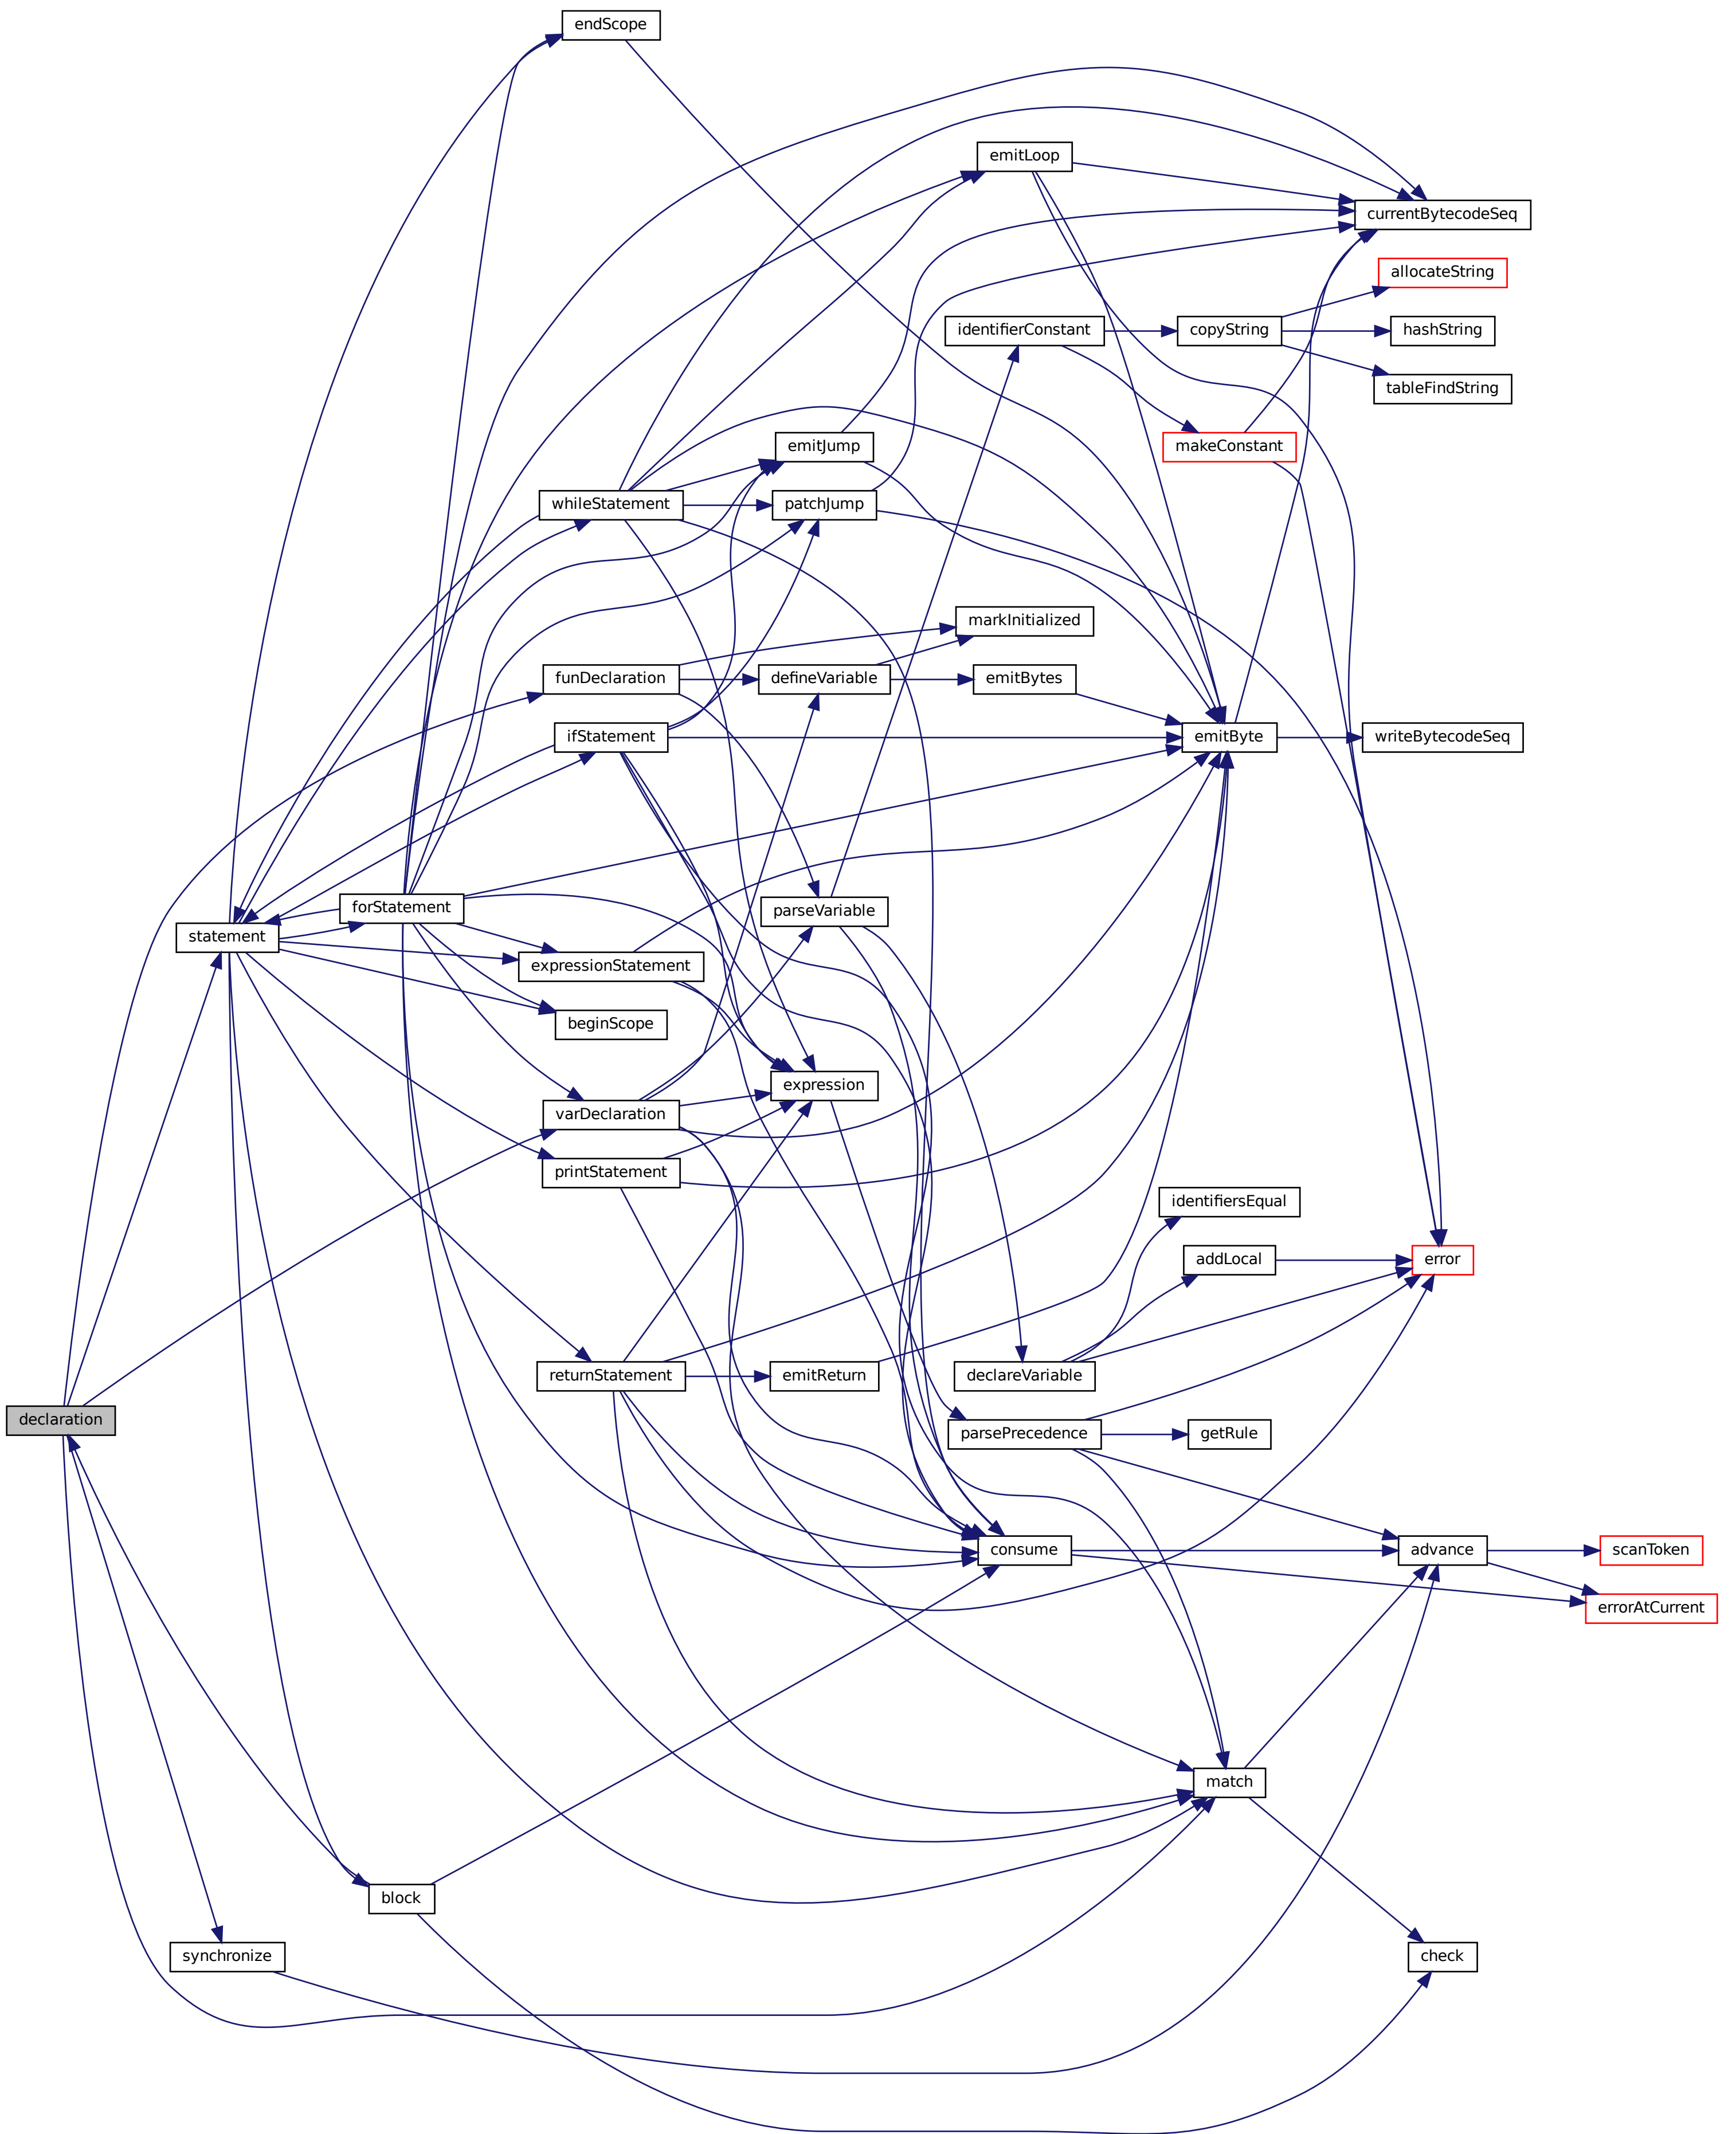 endScope
emitLoop
currentBytecodeSeq
allocateString
identifierConstant
copyString
hashString
tableFindString
emitJump
makeConstant
whileStatement
patchJump
markInitialized
funDeclaration
defineVariable
emitBytes
ifStatement
emitByte
writeBytecodeSeq
forStatement
parseVariable
statement
expressionStatement
beginScope
expression
varDeclaration
printStatement
identifiersEqual
addLocal
error
returnStatement
emitReturn
declareVariable
declaration
parsePrecedence
getRule
consume
advance
scanToken
errorAtCurrent
match
block
synchronize
check